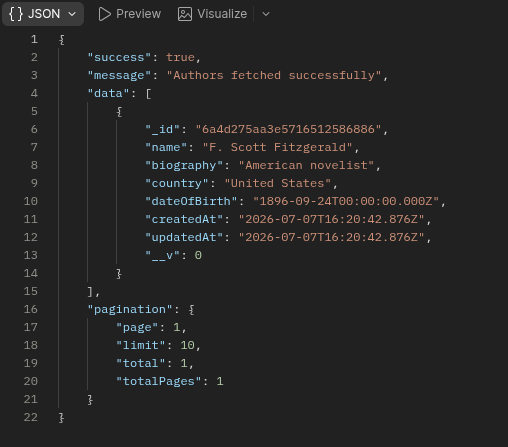 {} JSON Preview Visualize
1 {
2 "success": true,
3 "message": "Authors fetched successfully",
4 "data": [
5 {
6 "_id": "6a4d275aa3e5716512586886",
7 "name": "F. Scott Fitzgerald",
8 "biography": "American novelist",
9 "country": "United States",
10 "dateOfBirth": "1896-09-24T00:00:00.000Z",
11 "createdAt": "2026-07-07T16:20:42.876Z",
12 "updatedAt": "2026-07-07T16:20:42.876Z",
13 "__v": 0
14 }
15 ],
16 "pagination": {
17 "page": 1,
18 "limit": 10,
19 "total": 1,
20 "totalPages": 1
21 }
22 }